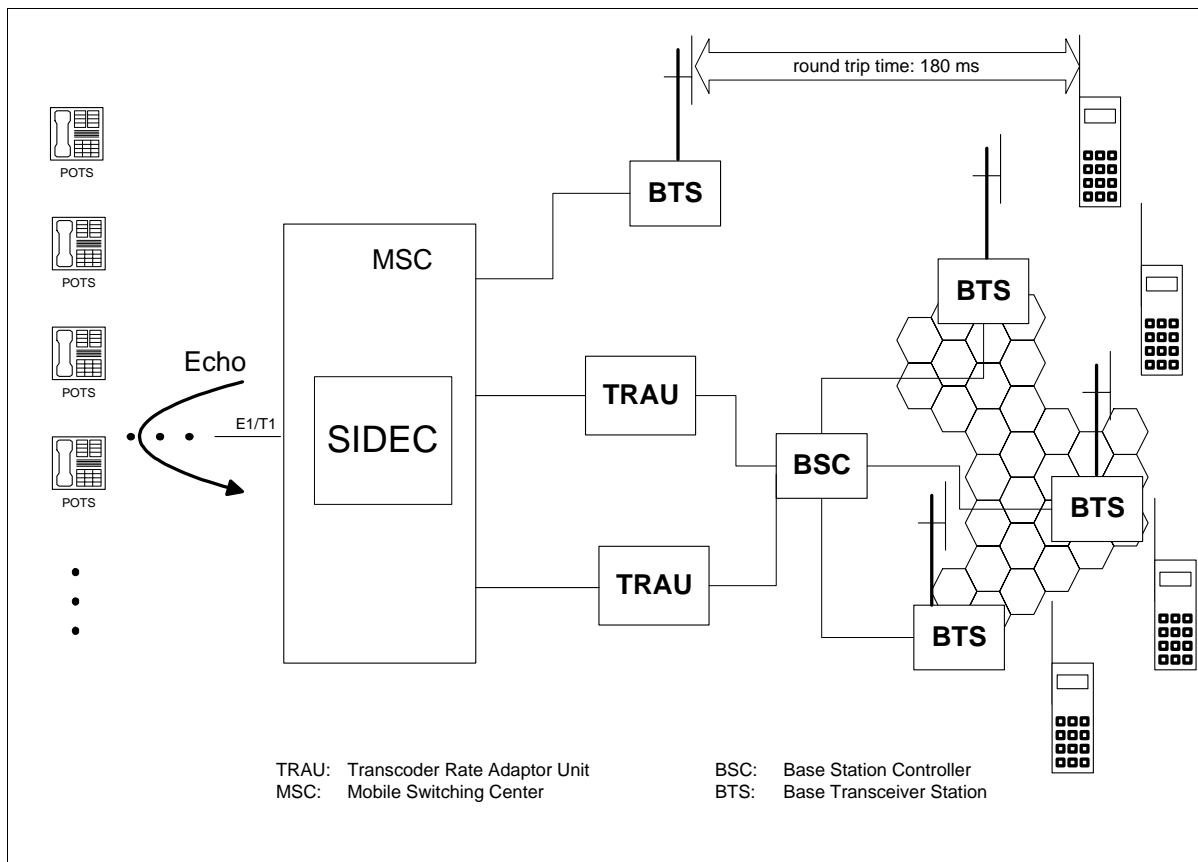 round trip time: 180 ms
POTS
BTS
POTS
MSC
BTS
POTS
Echo
TRAU
E1/T1
SIDEC
BSC
POTS
BTS
TRAU
BTS
TRAU: Transcoder Rate Adaptor Unit
MSC: Mobile Switching Center
BSC: Base Station Controller
BTS: Base Transceiver Station